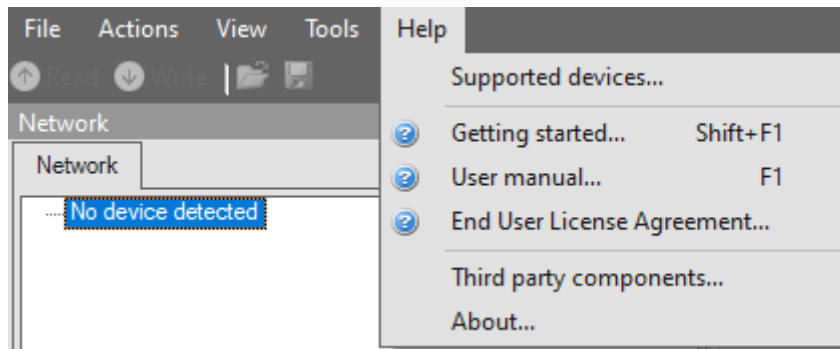 File Actions View Tools Help
Read Write
Supported devices...
Network
Getting started... Shift+F1
Network
User manual... F1
No device detected
End User License Agreement...
Third party components...
About...